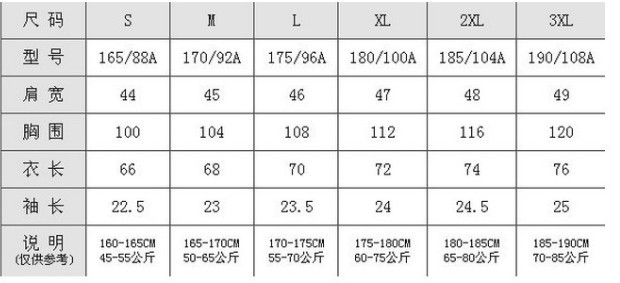 尺 码 S M L XL 2XL 3XL
型 号 165/88A 170/92A 175/96A 180/100A 185/104A 190/108A
肩 宽 44 45 46 47 48 49
胸 围 100 104 108 112 116 120
衣 长 66 68 70 72 74 76
袖 长 22.5 23 23.5 24 24.5 25
说 明 160-165CM 165-170CM 170-175CM 175-180CM 180-185CM 185-190CM
(仅供参考) 45-55公斤 50-65公斤 55-70公斤 60-75公斤 65-80公斤 70-85公斤